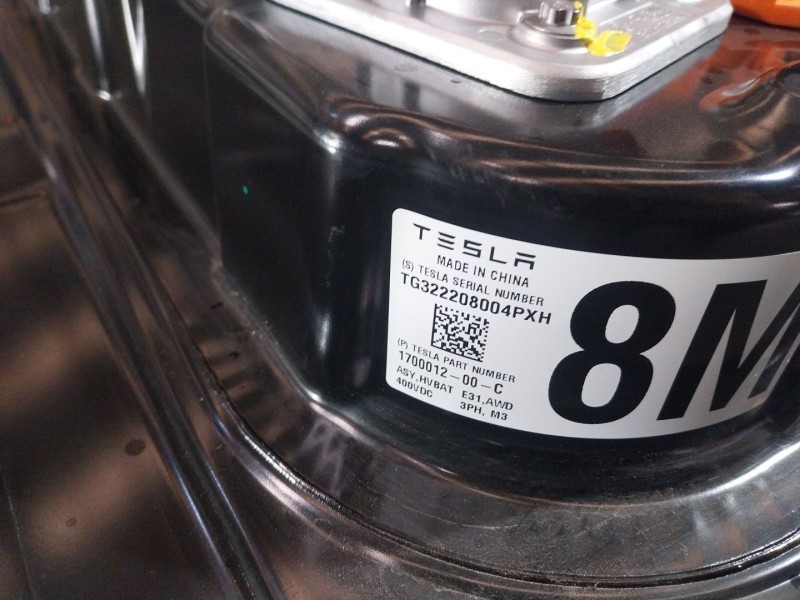 TESLA
MADE IN CHINA
(S) TESLA SERIAL NUMBER
TG322208004PXH
(P) TESLA PART NUMBER
1700012-00-C
ASY,HVBAT E31,AWD
400VDC 3PH, M3
8M